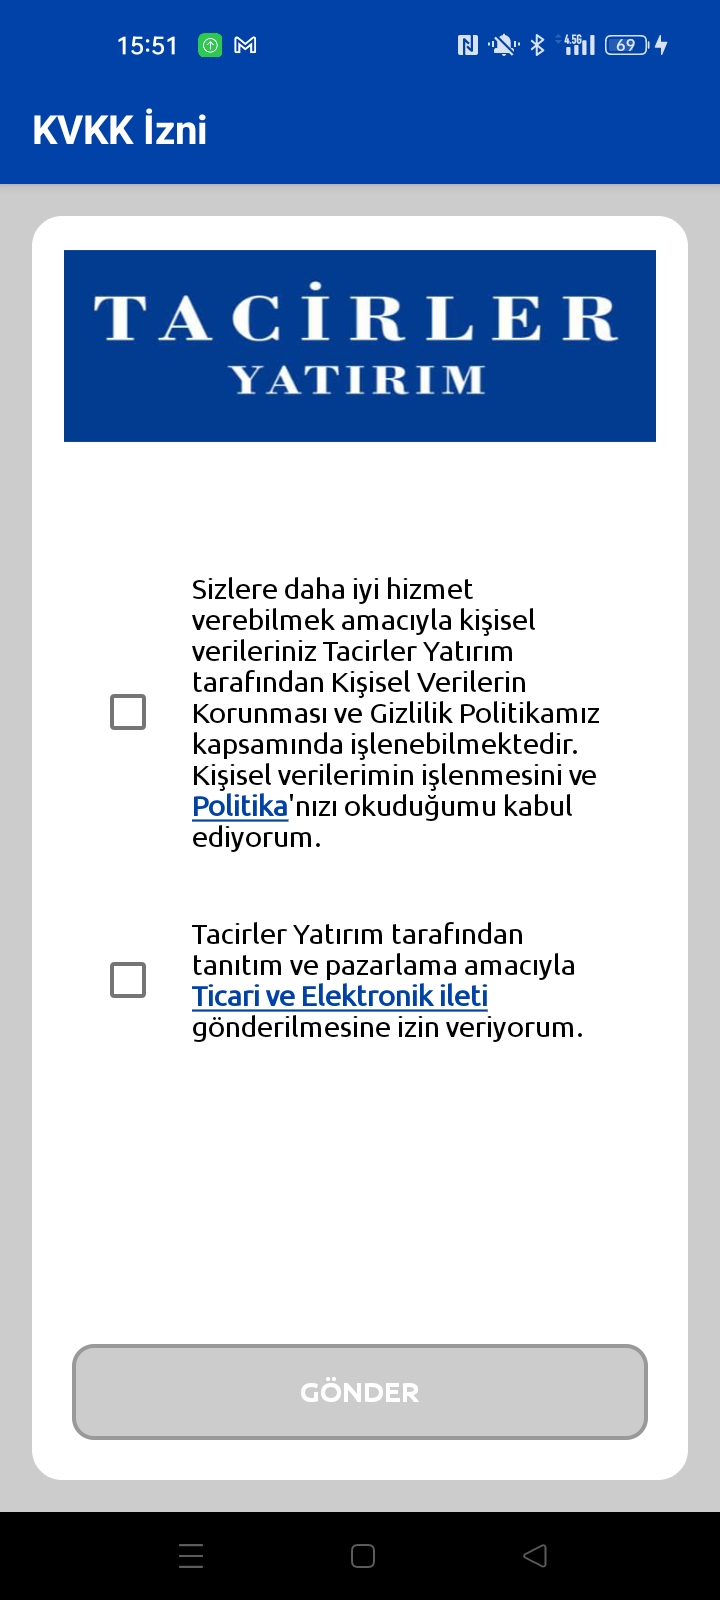 15:51
4.5G
69
KVKK İzni
TACİRLER
YATIRIM
Sizlere daha iyi hizmet
verebilmek amacıyla kişisel
verileriniz Tacirler Yatırım
tarafından Kişisel Verilerin
Korunması ve Gizlilik Politikamız
kapsamında işlenebilmektedir.
Kişisel verilerimin işlenmesini ve
Politika'nızı okuduğumu kabul
ediyorum.
Tacirler Yatırım tarafından
tanıtım ve pazarlama amacıyla
Ticari ve Elektronik ileti
gönderilmesine izin veriyorum.
GÖNDER